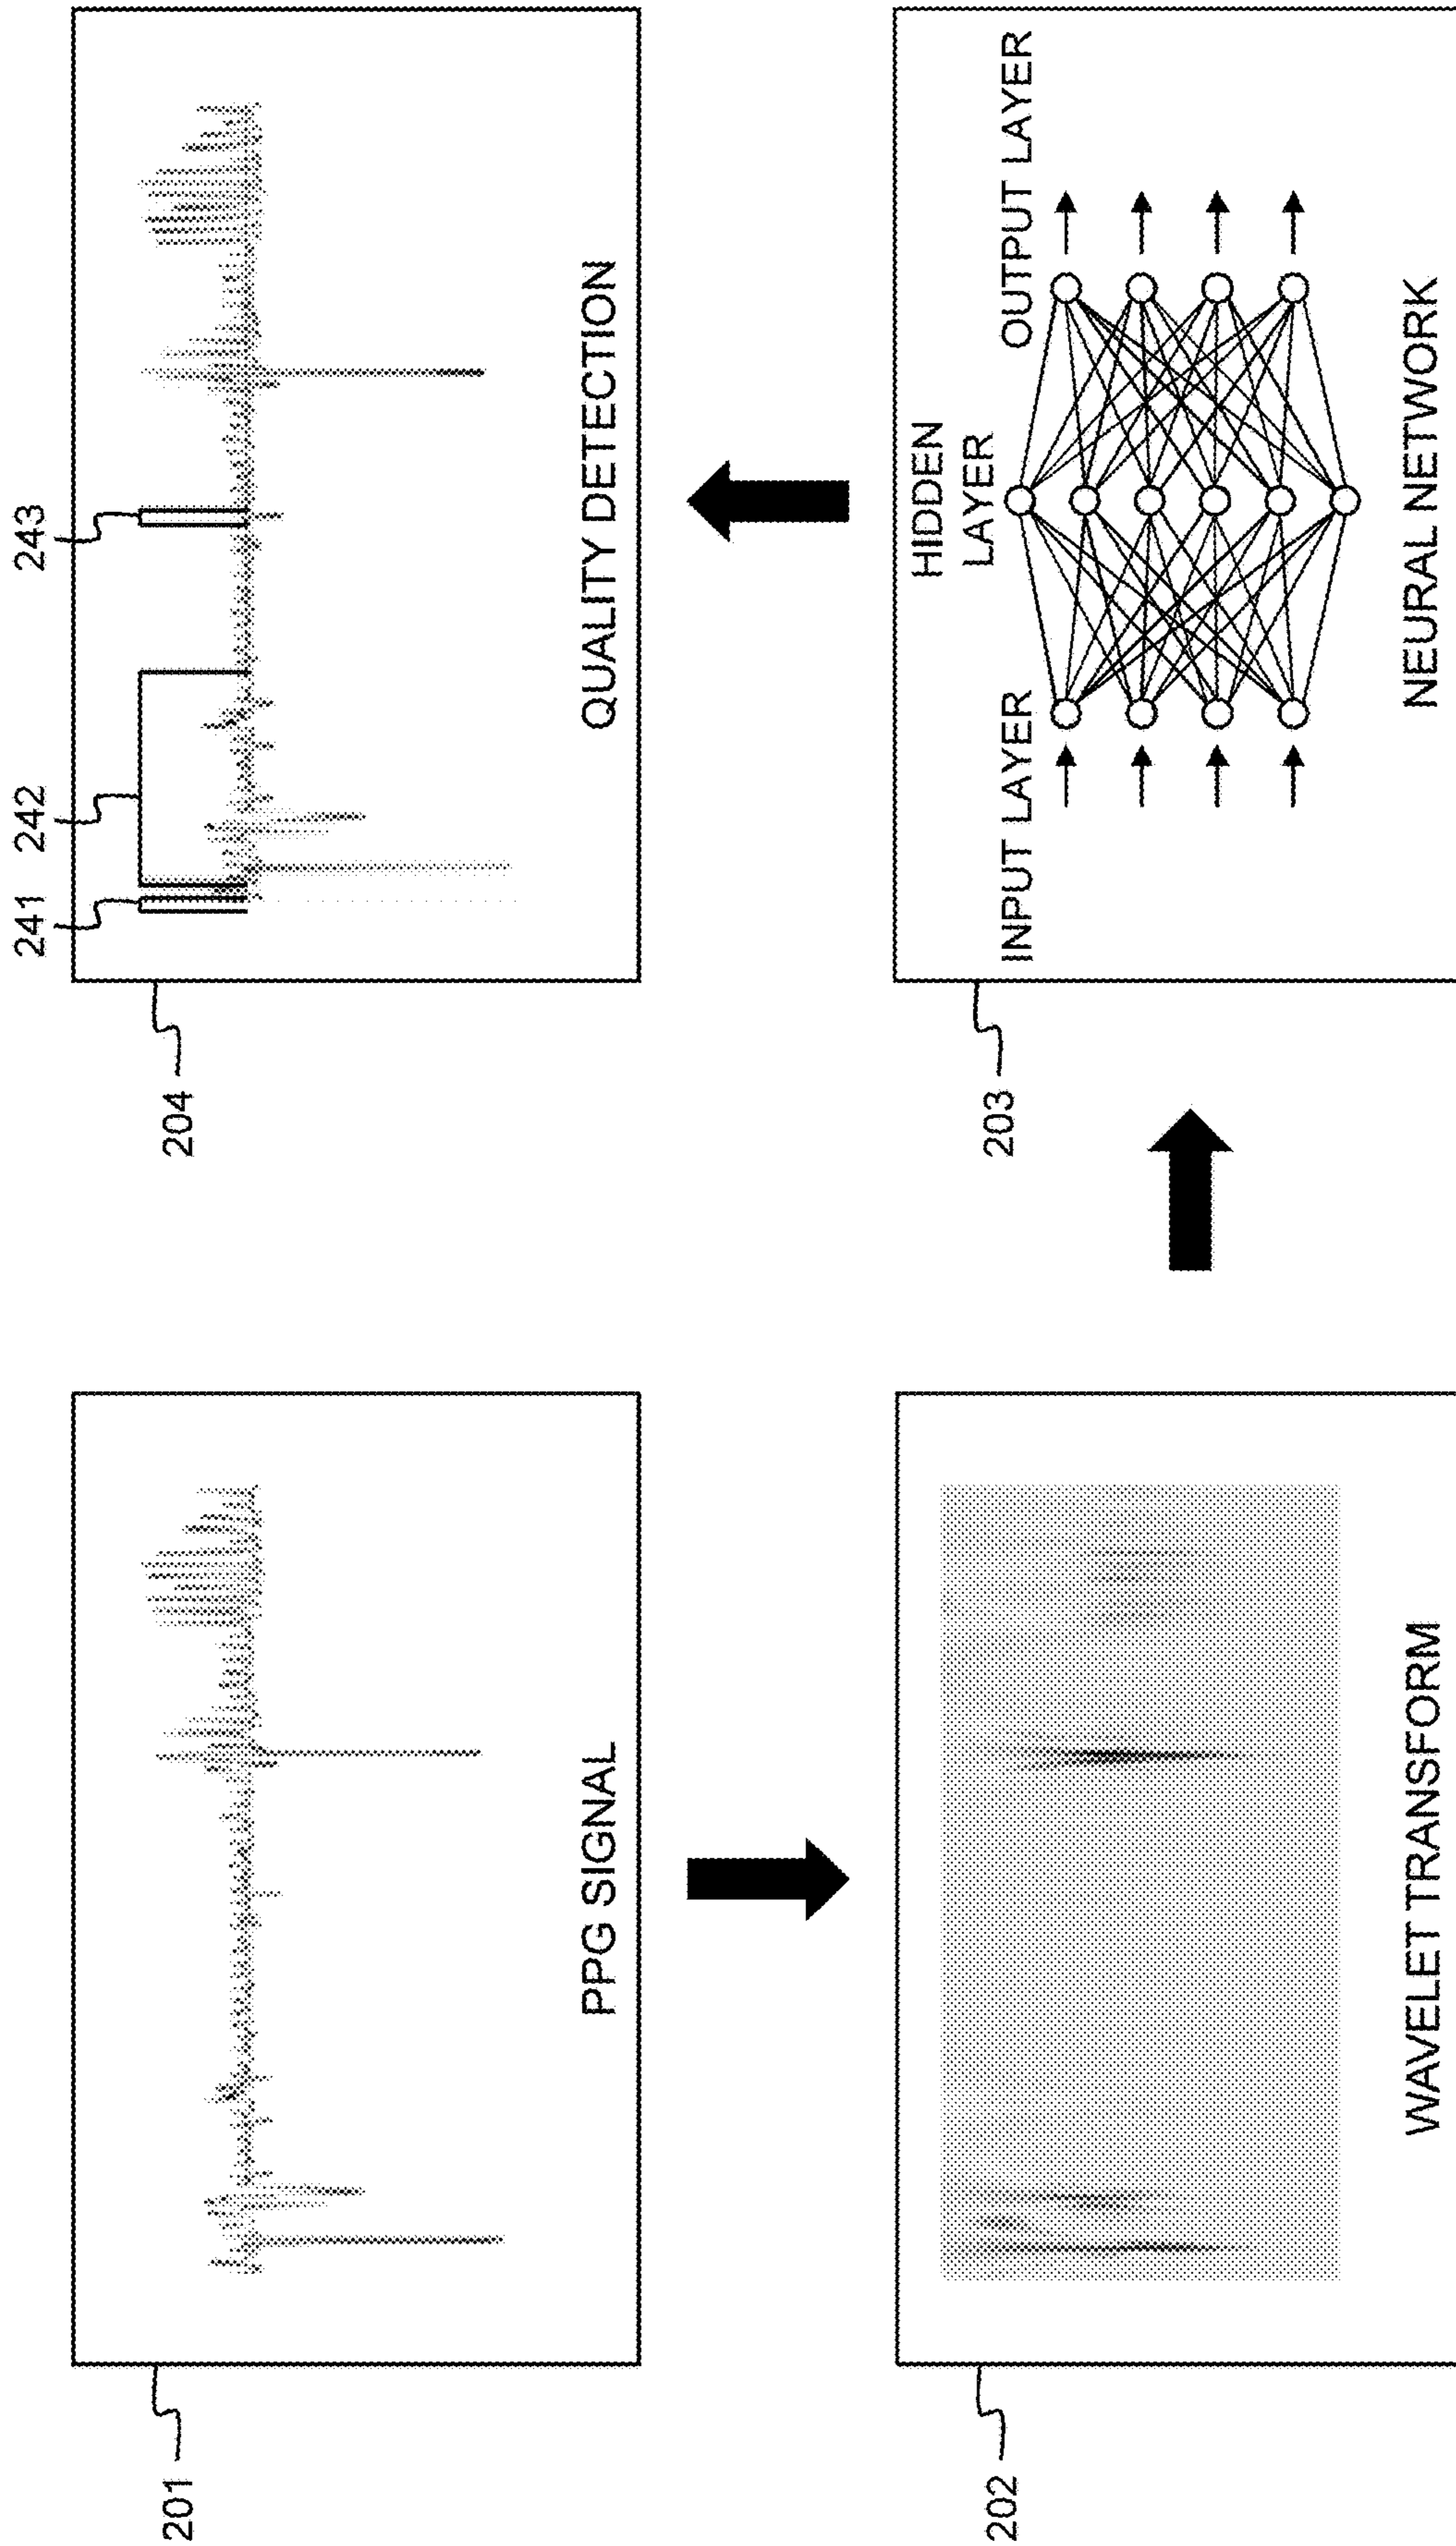 201
PPG SIGNAL
202
WAVELET TRANSFORM
203
INPUT LAYER
HIDDEN
LAYER
OUTPUT LAYER
NEURAL NETWORK
204
241
242
243
QUALITY DETECTION